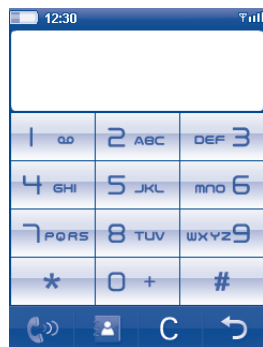 12:30
1 2 ABC DEF 3
4 GHI 5 JKL mno 6
7 PQRS 8 TUV WXYZ 9
* 0 + #
C